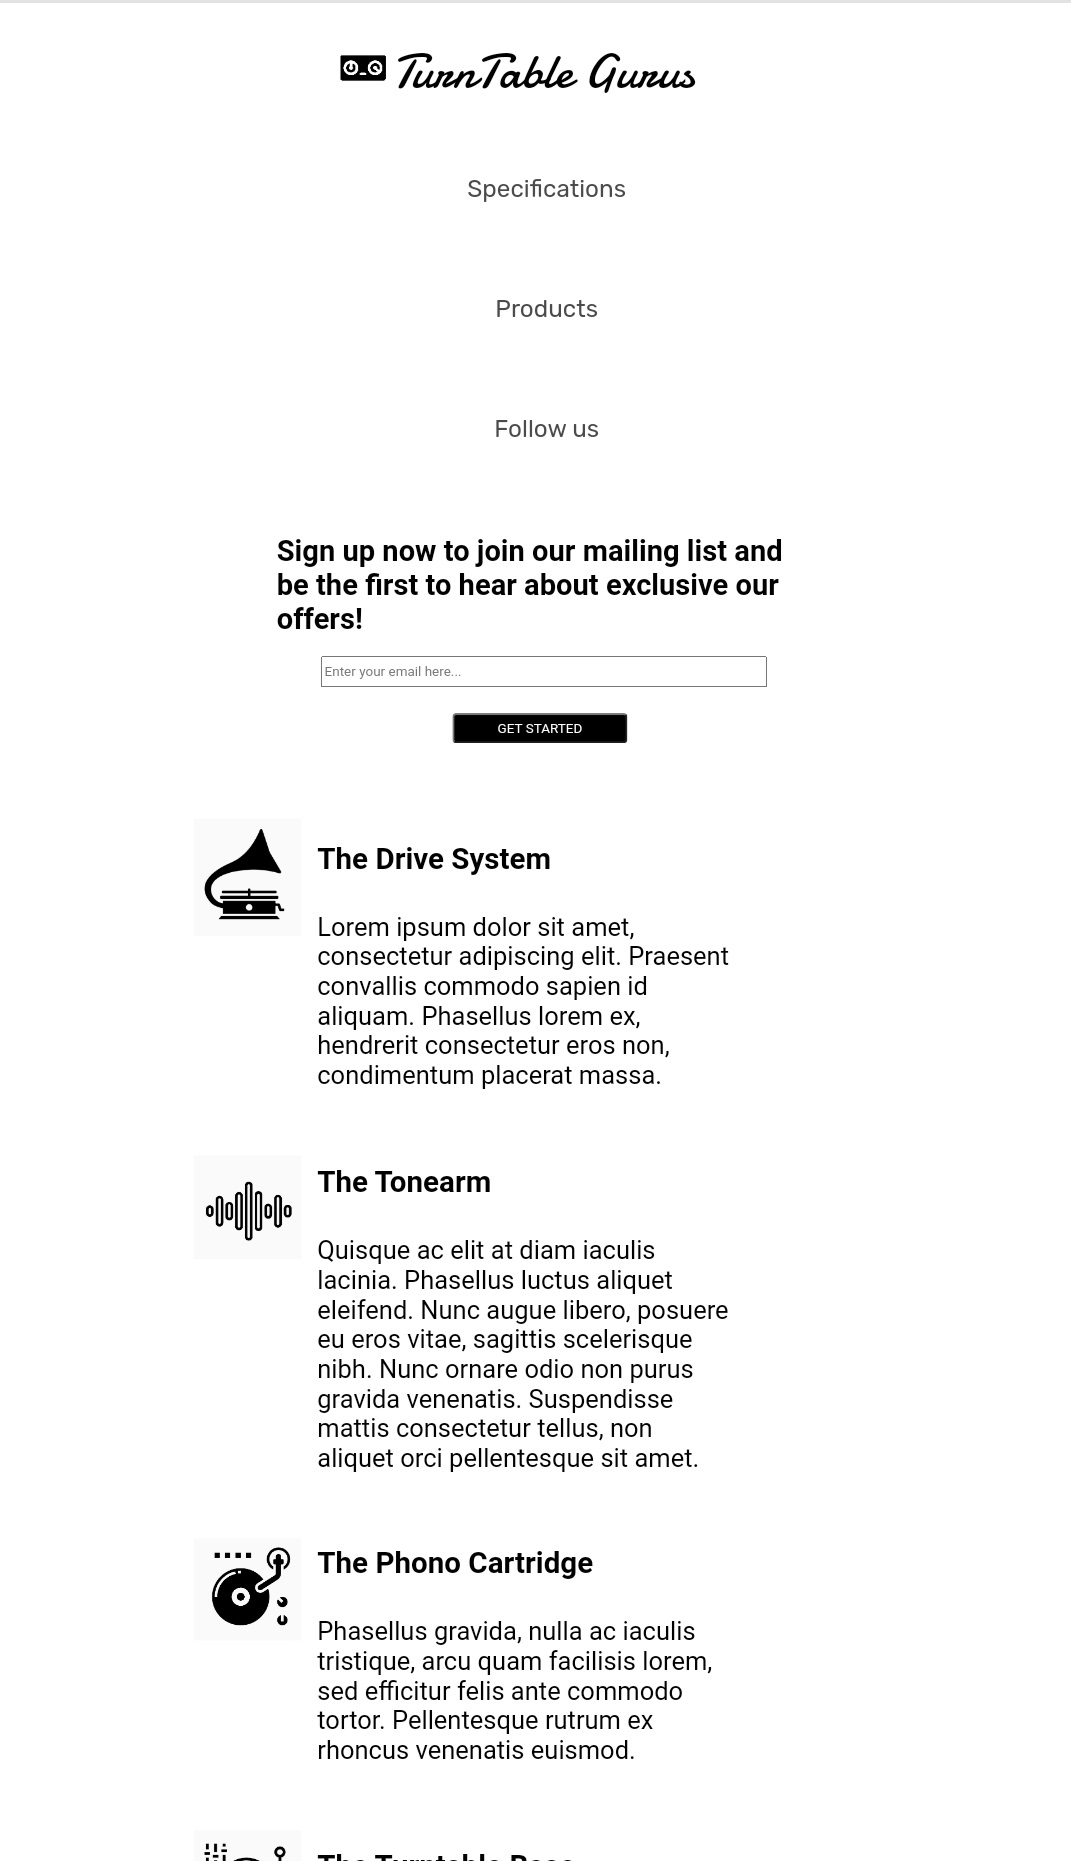 TurnTable Gurus
Specifications
Products
Follow us
Sign up now to join our mailing list and
be the first to hear about exclusive our
offers!
Enter your email here...
GET STARTED
The Drive System
Lorem ipsum dolor sit amet,
consectetur adipiscing elit. Praesent
convallis commodo sapien id
aliquam. Phasellus lorem ex,
hendrerit consectetur eros non,
condimentum placerat massa.
The Tonearm
Quisque ac elit at diam iaculis
lacinia. Phasellus luctus aliquet
eleifend. Nunc augue libero, posuere
eu eros vitae, sagittis scelerisque
nibh. Nunc ornare odio non purus
gravida venenatis. Suspendisse
mattis consectetur tellus, non
aliquet orci pellentesque sit amet.
The Phono Cartridge
Phasellus gravida, nulla ac iaculis
tristique, arcu quam facilisis lorem,
sed efficitur felis ante commodo
tortor. Pellentesque rutrum ex
rhoncus venenatis euismod.
The Turntable Base